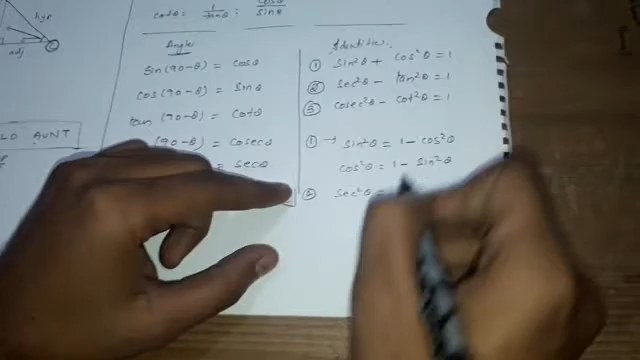 hyp
adj
cotθ = 1/tanθ = cosθ/sinθ
Angles
sin(90-θ) = cosθ
cos(90-θ) = sinθ
tan (90-θ) = cotθ
(90-θ) = cosecθ
= secθ
Identities
① sin²θ + cos²θ = 1
② sec²θ - tan²θ = 1
③ cosec²θ - cot²θ = 1
① → sin²θ = 1 - cos²θ
cos²θ = 1 - sin²θ
② sec²θ =
AUNT